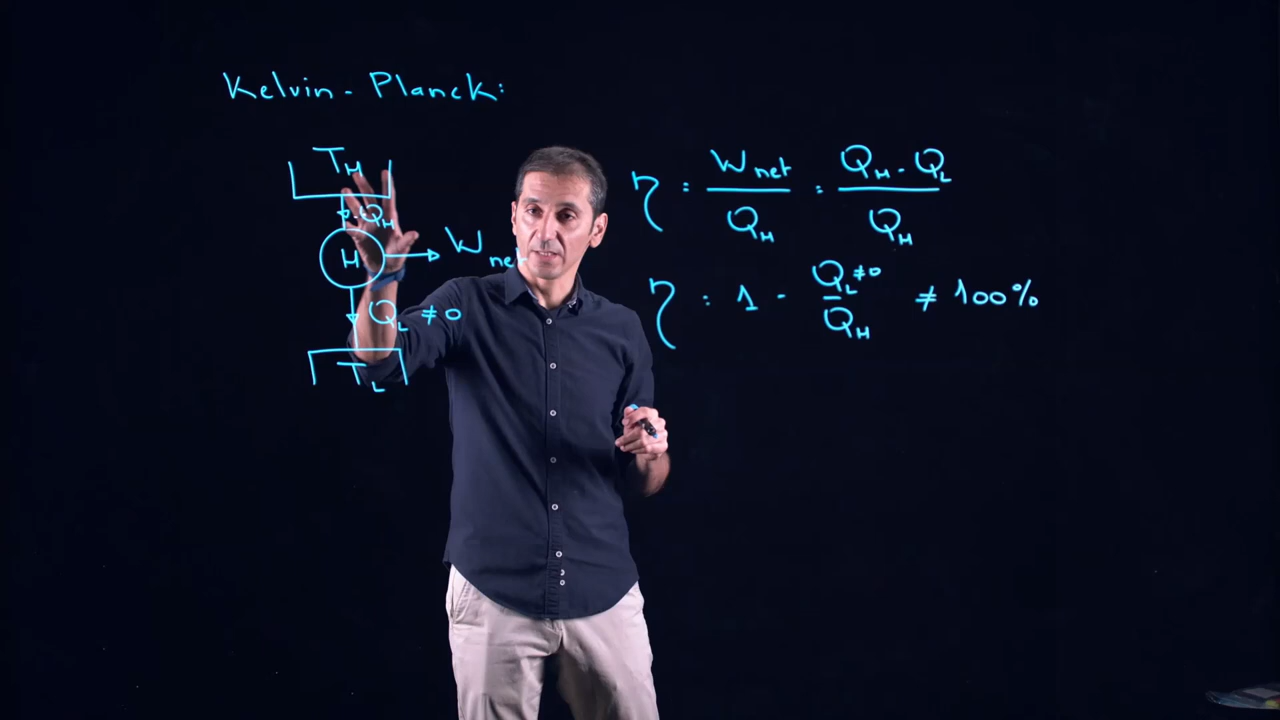 Kelvin - Planck:
T_H
Q_H
H → W_net
Q_L ≠ 0
T_L
η = W_net / Q_H = (Q_H - Q_L) / Q_H
η = 1 - Q_L≠0 / Q_H ≠ 100%